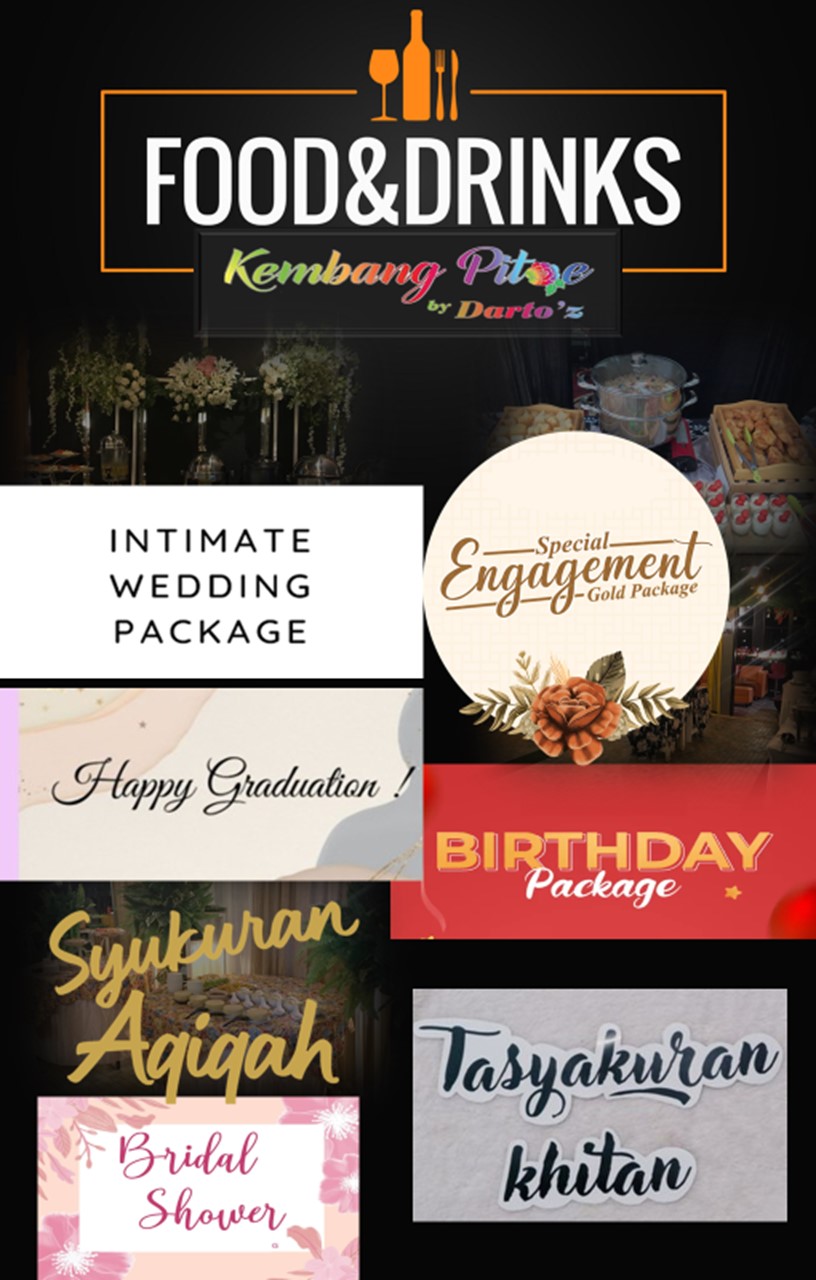 FOOD&DRINKS
Kembang Pitoe
by Darto'z
INTIMATE
WEDDING
PACKAGE
Special
Engagement
Gold Package
Happy Graduation !
BIRTHDAY
Package
Syukuran
Aqiqah
Tasyakuran
khitan
Bridal
Shower